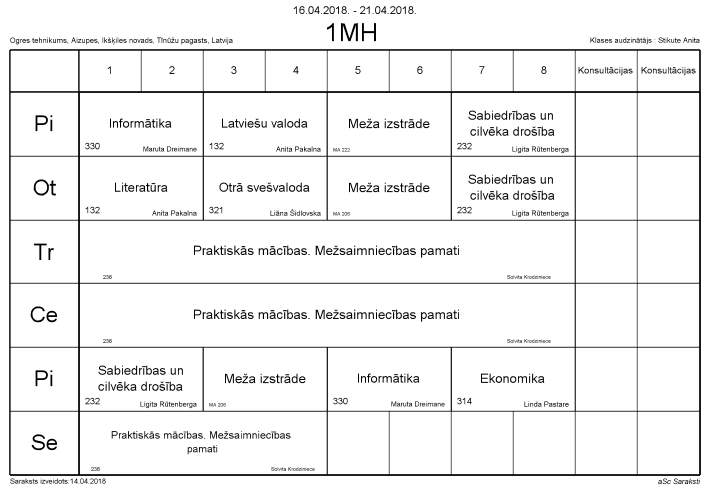 16.04.2018. - 21.04.2018.
1MH
Ogres tehnikums, Aizupes, Ikšķiles novads, Tīnūžu pagasts, Latvija
Klases audzinātājs : Stikute Anita
1 2 3 4 5 6 7 8 Konsultācijas Konsultācijas
Pi
Informātika
330 Maruta Dreimane
Latviešu valoda
132 Anita Pakalna
Meža izstrāde
MA 222
Sabiedrības un
cilvēka drošība
232 Ligita Rūtenberga
Ot
Literatūra
132 Anita Pakalna
Otrā svešvaloda
321 Liāna Šidlovska
Meža izstrāde
MA 206
Sabiedrības un
cilvēka drošība
232 Ligita Rūtenberga
Tr
Praktiskās mācības. Mežsaimniecības pamati
236 Solvita Krodziniece
Ce
Praktiskās mācības. Mežsaimniecības pamati
236 Solvita Krodziniece
Pi
Sabiedrības un
cilvēka drošība
232 Ligita Rūtenberga
Meža izstrāde
MA 206
Informātika
330 Maruta Dreimane
Ekonomika
314 Linda Pastare
Se
Praktiskās mācības. Mežsaimniecības
pamati
236 Solvita Krodziniece
Saraksts izveidots:14.04.2018
aSc Saraksti